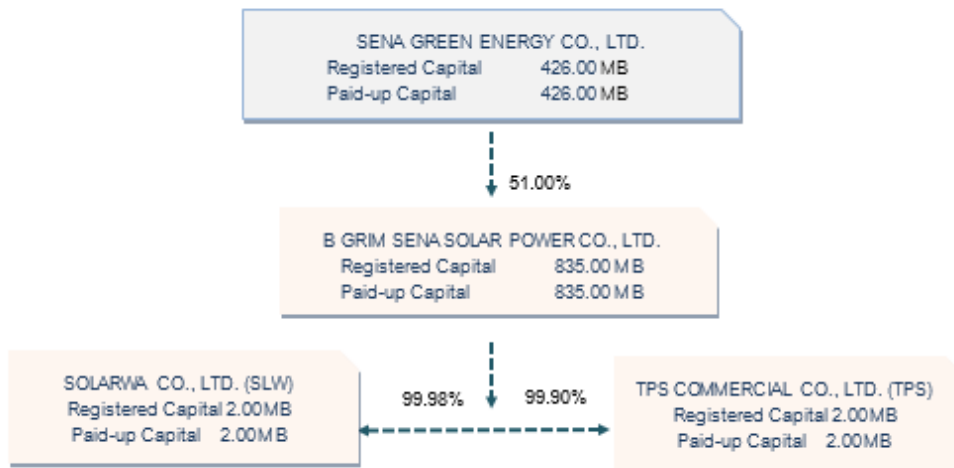 SENA GREEN ENERGY CO., LTD.
Registered Capital 426.00 MB
Paid-up Capital 426.00 MB
51.00%
B GRIM SENA SOLAR POWER CO., LTD.
Registered Capital 835.00 MB
Paid-up Capital 835.00 MB
99.98% 99.90%
SOLARWA CO., LTD. (SLW)
Registered Capital 2.00MB
Paid-up Capital 2.00MB
TPS COMMERCIAL CO., LTD. (TPS)
Registered Capital 2.00MB
Paid-up Capital 2.00MB